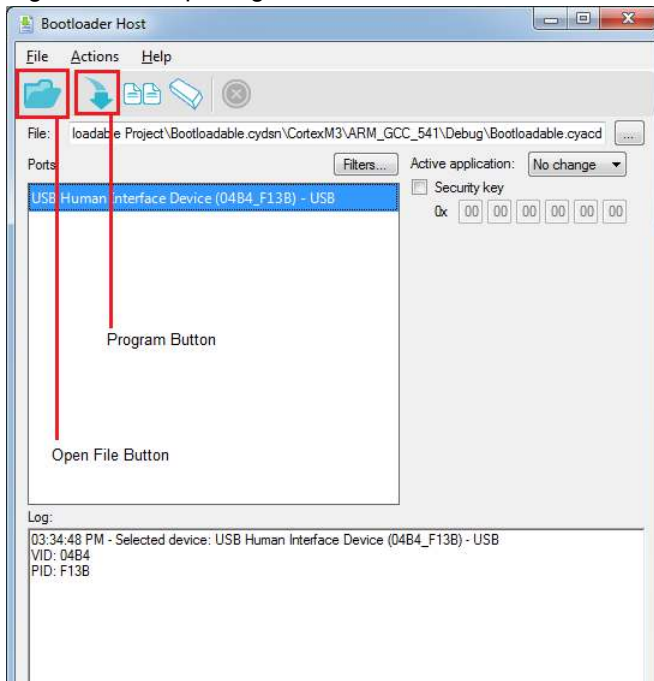 Bootloader Host
File Actions Help
File: loadable Project\Bootloadable.cydsn\CortexM3\ARM_GCC_541\Debug\Bootloadable.cyacd ...
Ports Filters... Active application: No change
USB Human Interface Device (04B4_F13B) - USB
Security key
0x 00 00 00 00 00 00
Program Button
Open File Button
Log:
03:34:48 PM - Selected device: USB Human Interface Device (04B4_F13B) - USB
VID: 04B4
PID: F13B